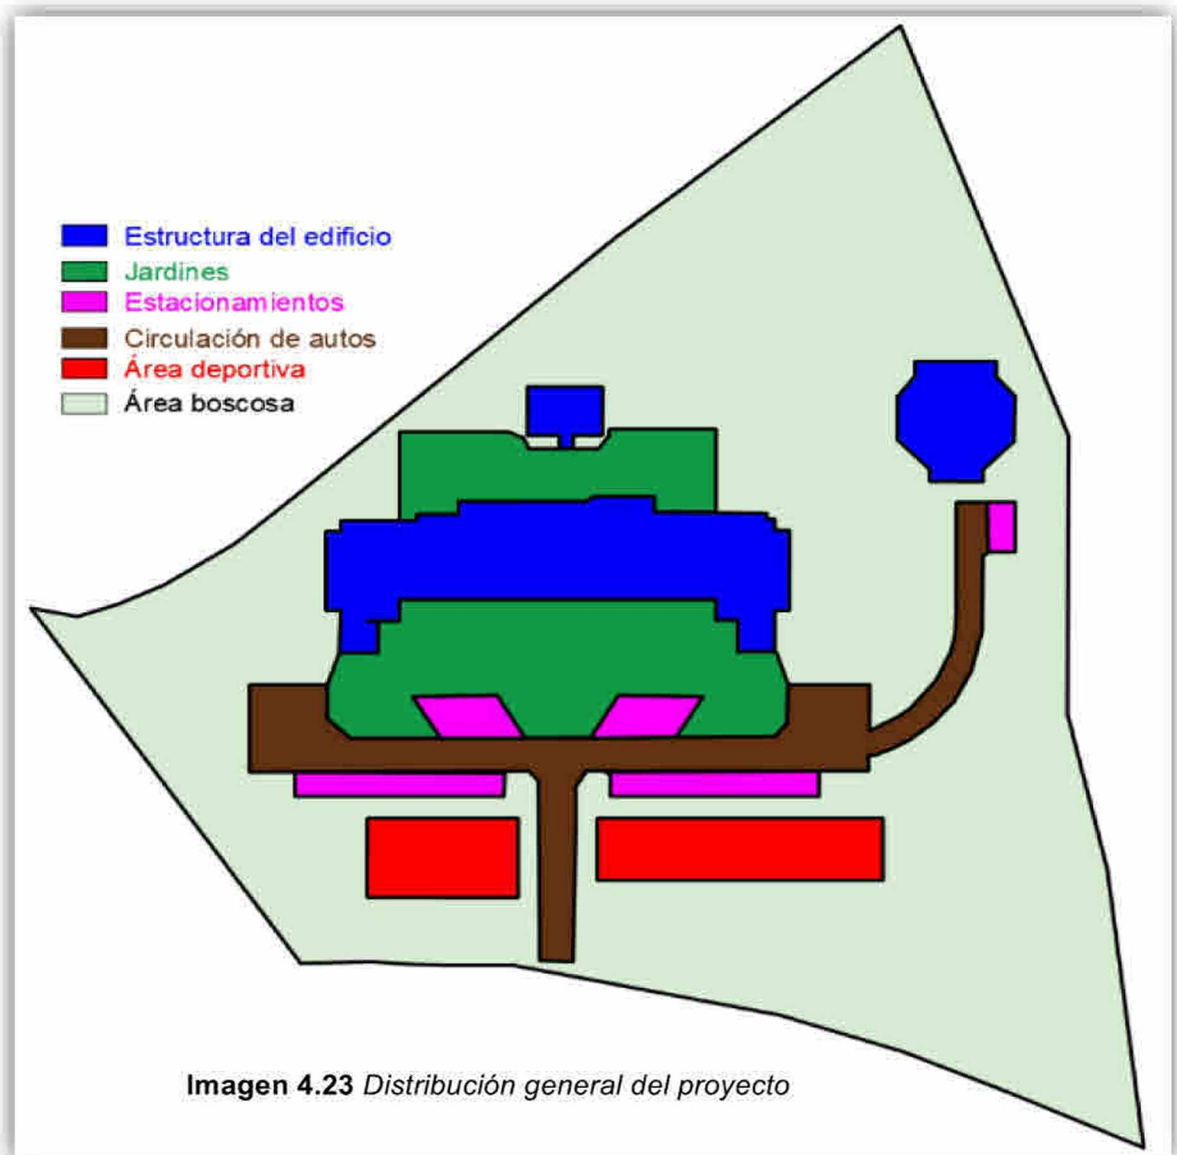 Estructura del edificio
Jardines
Estacionamientos
Circulación de autos
Área deportiva
Área boscosa
Imagen 4.23 Distribución general del proyecto